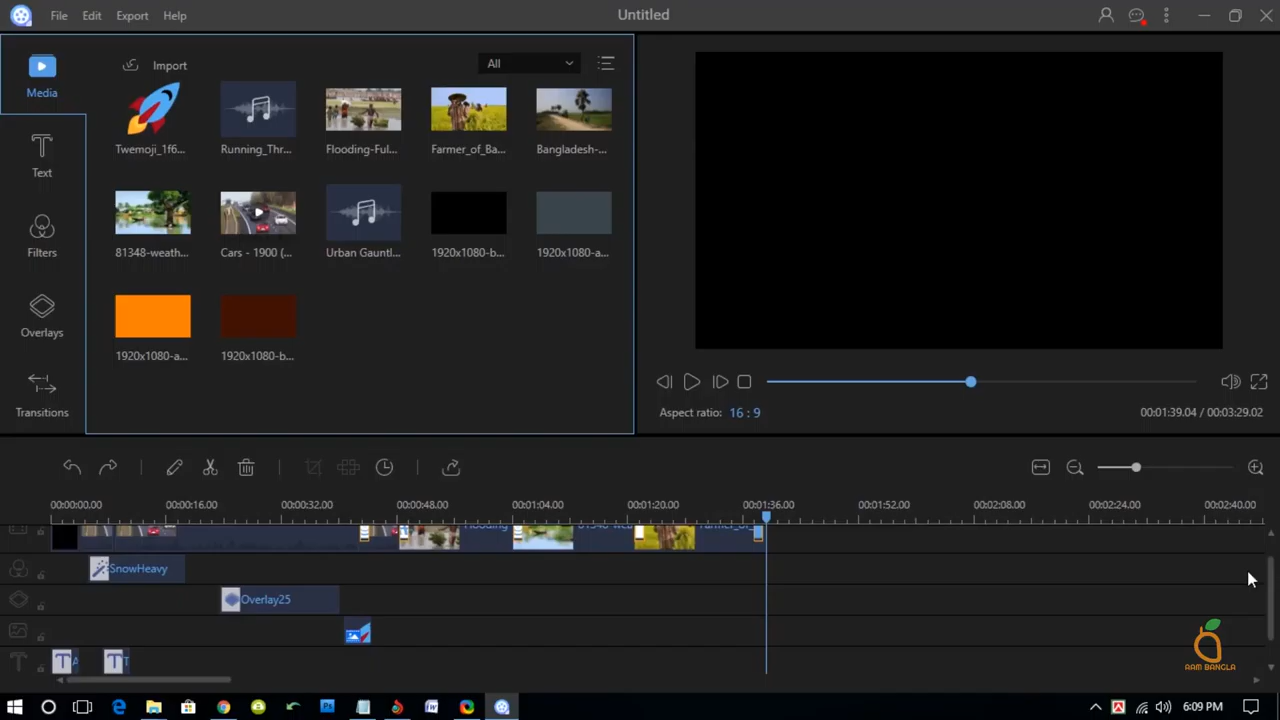 File Edit Export Help
Untitled
Media
Import
All
Twemoji_1f6...
Running_Thr...
Flooding-Ful...
Farmer_of_Ba...
Bangladesh-...
Text
81348-weath...
Cars - 1900 (...
Urban Gauntl...
1920x1080-b...
1920x1080-a...
Filters
1920x1080-a...
1920x1080-b...
Overlays
Transitions
Aspect ratio: 16 : 9
00:01:39.04 / 00:03:29.02
00:00:00.00 00:00:16.00 00:00:32.00 00:00:48.00 00:01:04.00 00:01:20.00 00:01:36.00 00:01:52.00 00:02:08.00 00:02:24.00 00:02:40.00
SnowHeavy
Overlay25
T T
AAM BANGLA
6:09 PM